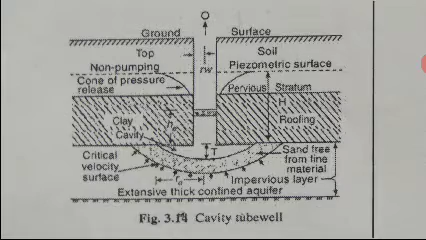 Q
Ground Surface
Top Soil
rw
Non-pumping Piezometric surface
Cone of pressure release
Pervious Stratum
H
Clay Roofing
Cavity
T
Sand free from fine material
Critical velocity surface
Impervious layer
Extensive thick confined aquifer
Fig. 3.14 Cavity tubewell